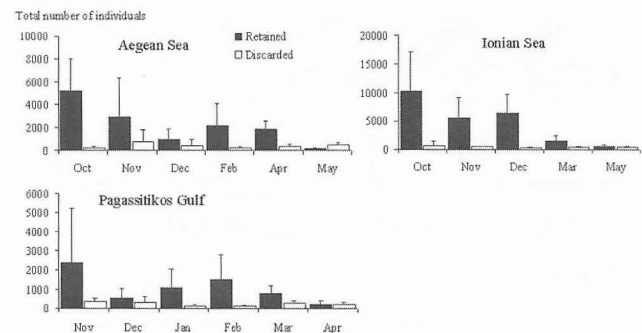 Total number of individuals
Aegean Sea
Retained
Discarded
10000
8000
6000
4000
2000
0
Oct Nov Dec Feb Apr May
Ionian Sea
20000
15000
10000
5000
0
Oct Nov Dec Mar May
Pagassitikos Gulf
6000
5000
4000
3000
2000
1000
0
Nov Dec Jan Feb Mar Apr